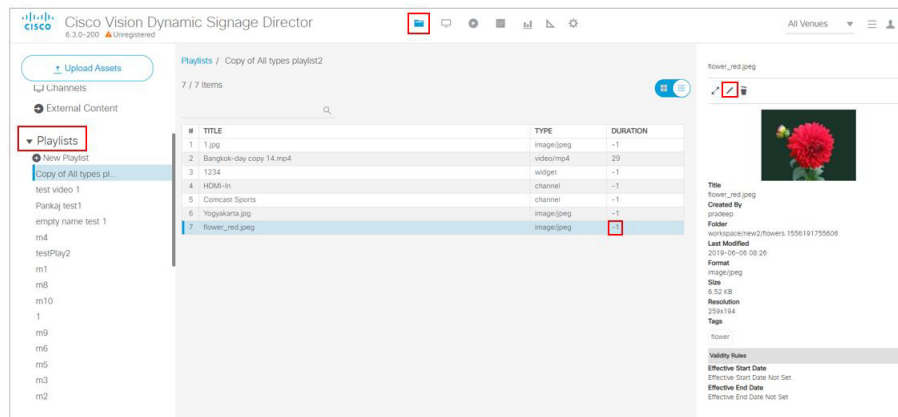 CISCO
Cisco Vision Dynamic Signage Director
6.3.0-200 Unregistered
All Venues
Upload Assets
Channels
External Content
Playlists
New Playlist
Copy of All types pl...
test video 1
Pankaj test1
empty name test 1
m4
testPlay2
m1
m8
m10
1
m9
m6
m5
m3
m2
Playlists / Copy of All types playlist2
7 / 7 Items
# TITLE TYPE DURATION
1 1.jpg image/jpeg -1
2 Bangkok-day copy 14.mp4 video/mp4 29
3 1234 widget -1
4 HDMI-In channel -1
5 Comcast Sports channel -1
6 Yogyakarta.jpg image/jpeg -1
7 flower_red.jpeg image/jpeg -1
flower_red.jpeg
Title
flower_red.jpeg
Created By
pradeep
Folder
workspace/new2/flowers.1556191755606
Last Modified
2019-06-06 08:26
Format
image/jpeg
Size
6.52 KB
Resolution
259x194
Tags
flower
Validity Rules
Effective Start Date
Effective Start Date Not Set
Effective End Date
Effective End Date Not Set